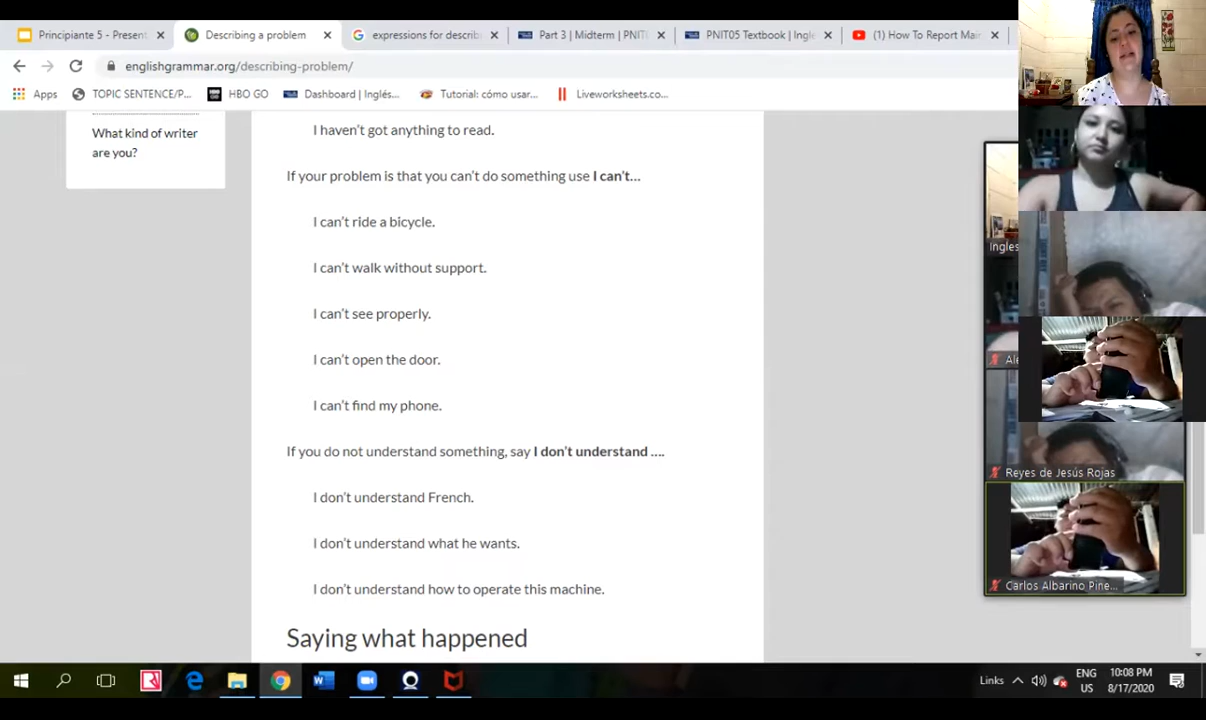 Principiante 5 - Present
Describing a problem
expressions for describ
Part 3 | Midterm | PNIT
PNIT05 Textbook | Ingle
(1) How To Report Main
englishgrammar.org/describing-problem/
Apps
TOPIC SENTENCE/P...
HBO GO
Dashboard | Inglés...
Tutorial: cómo usar...
Liveworksheets.co...
What kind of writer
are you?
I haven't got anything to read.
If your problem is that you can't do something use I can't...
I can't ride a bicycle.
I can't walk without support.
I can't see properly.
I can't open the door.
I can't find my phone.
If you do not understand something, say I don't understand ....
I don't understand French.
I don't understand what he wants.
I don't understand how to operate this machine.
Saying what happened
Ingles
Ale
Reyes de Jesús Rojas
Carlos Albarino Pine...
Links
ENG
US
10:08 PM
8/17/2020